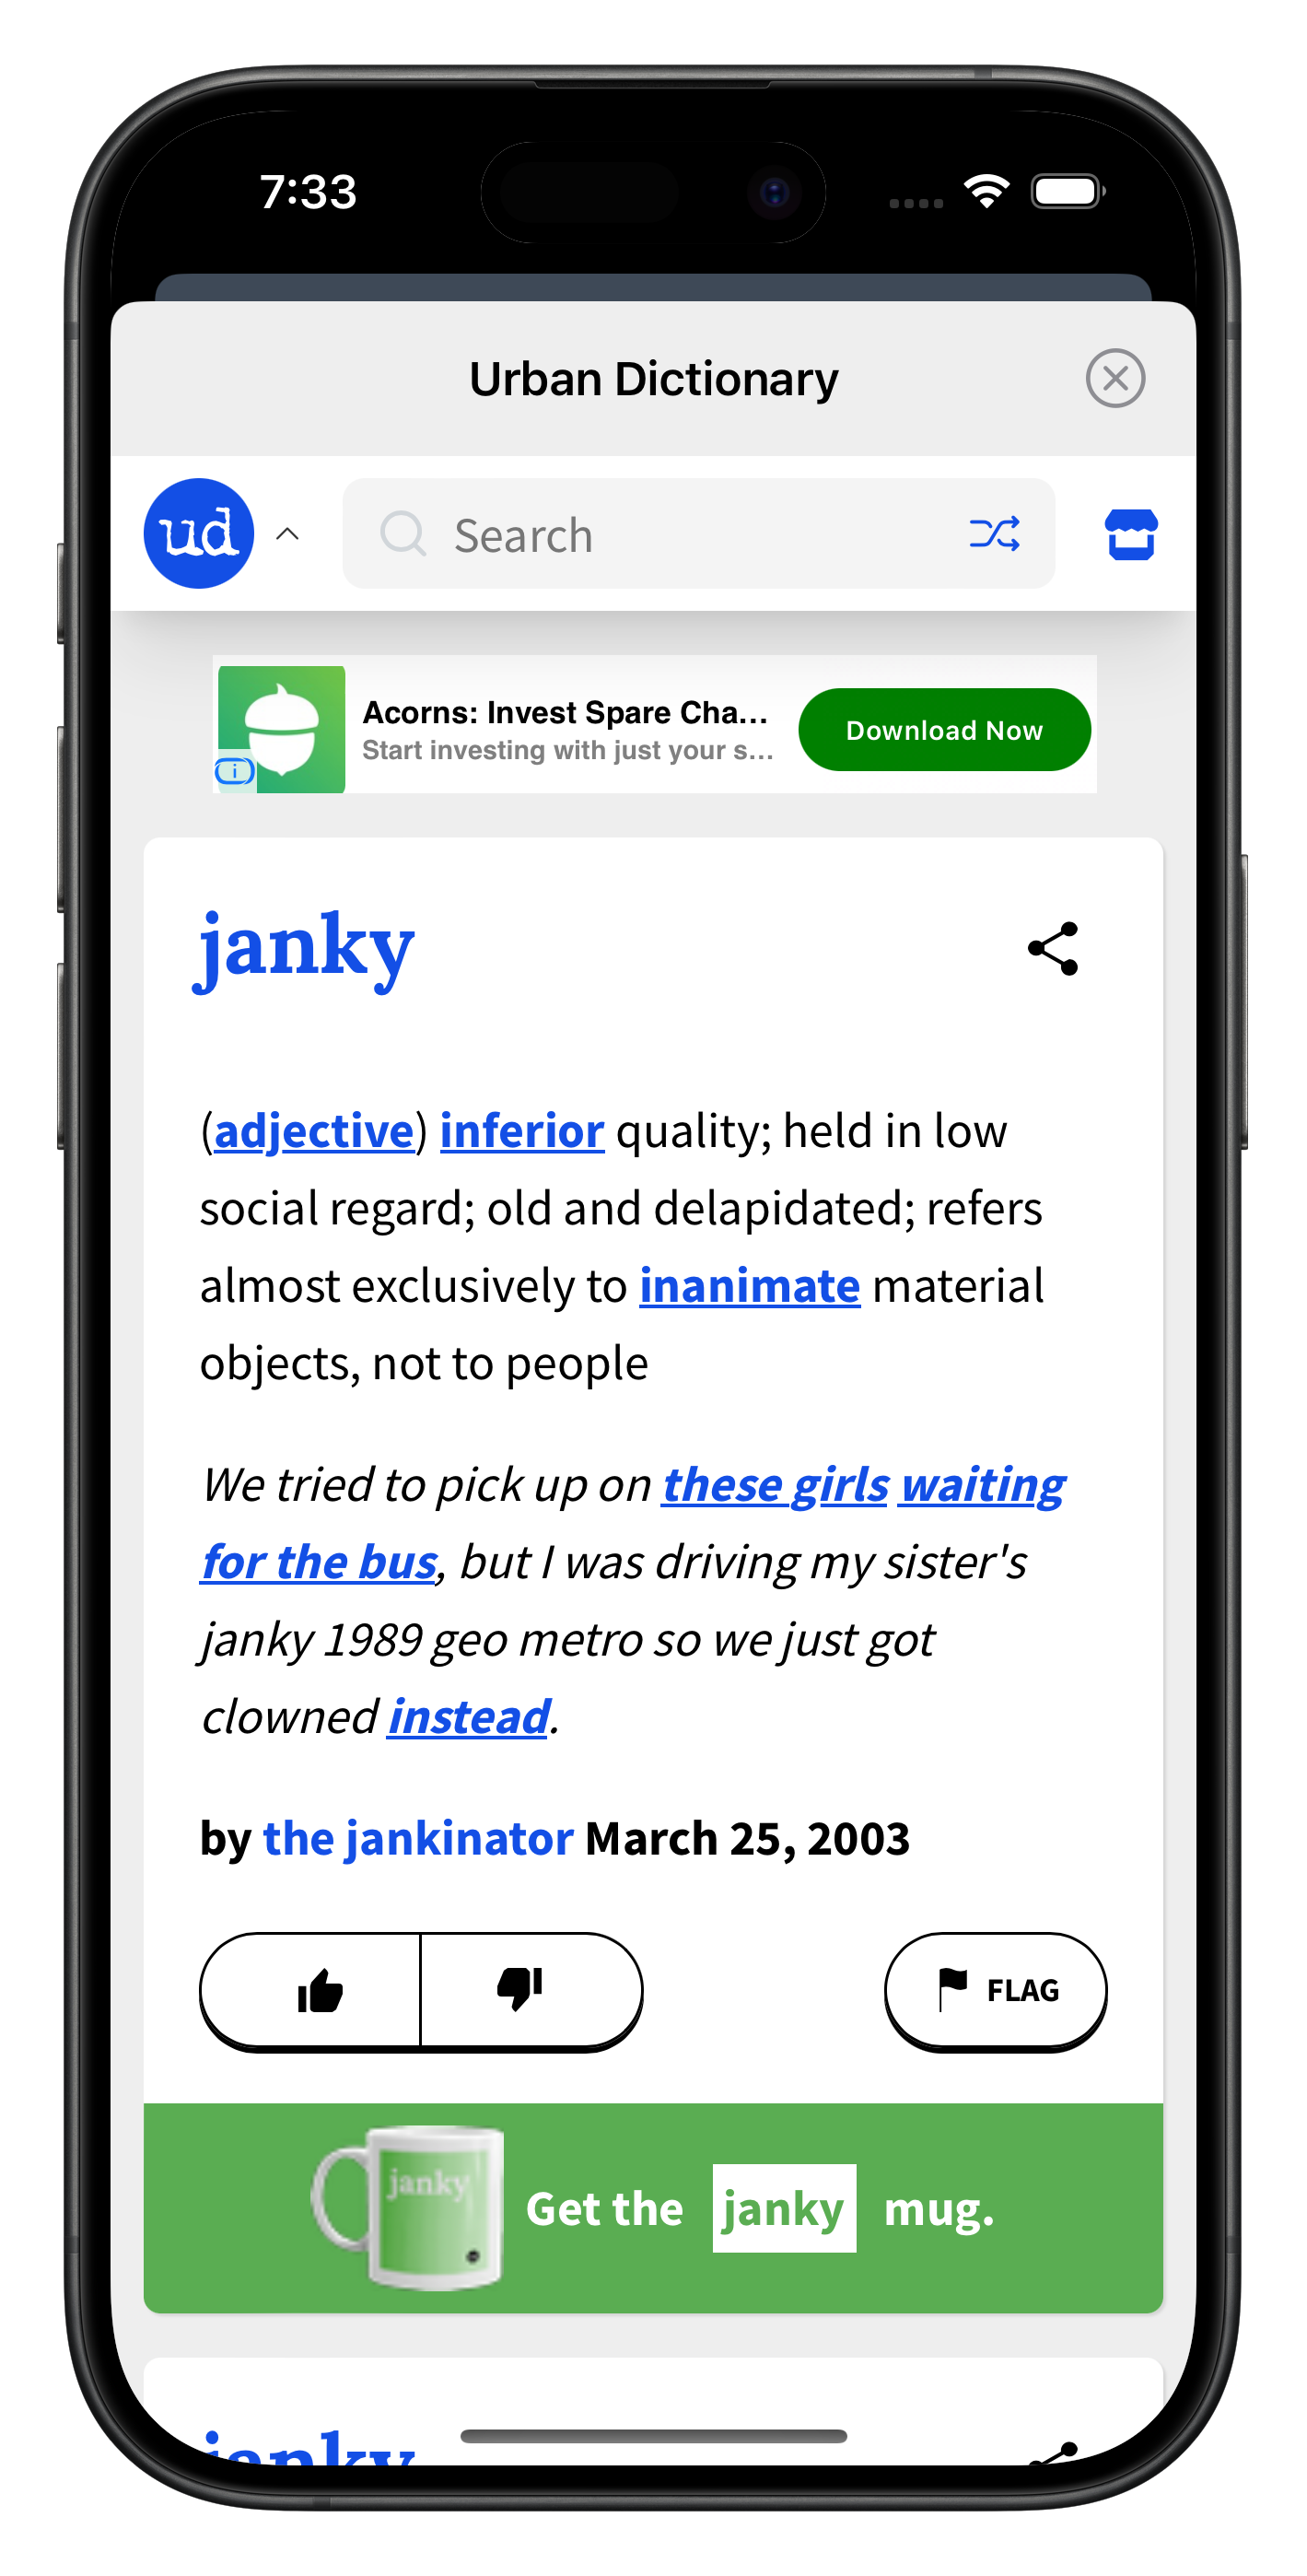 7:33
Urban Dictionary
ud
Search
Acorns: Invest Spare Cha...
Start investing with just your s...
Download Now
janky
(adjective) inferior quality; held in low
social regard; old and delapidated; refers
almost exclusively to inanimate material
objects, not to people
We tried to pick up on these girls waiting
for the bus, but I was driving my sister's
janky 1989 geo metro so we just got
clowned instead.
by the jankinator March 25, 2003
FLAG
janky
Get the janky mug.
janky